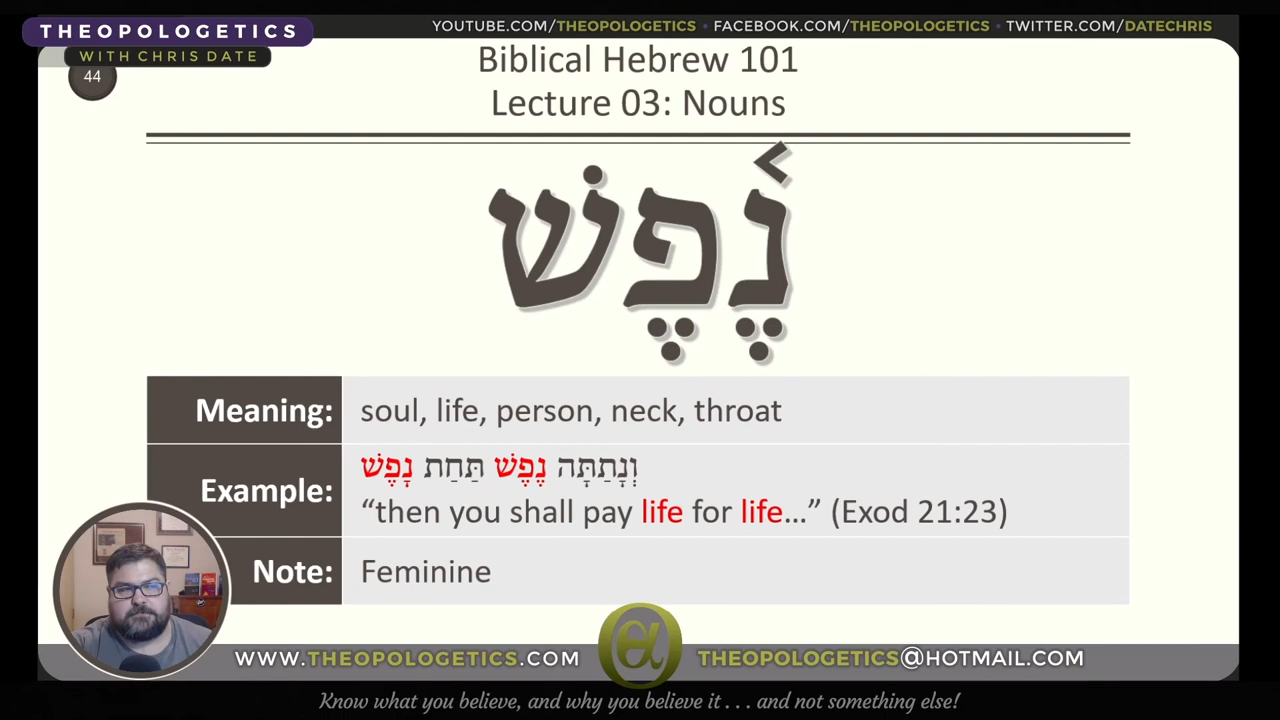 THEOPOLOGETICS
WITH CHRIS DATE
YOUTUBE.COM/THEOPOLOGETICS • FACEBOOK.COM/THEOPOLOGETICS • TWITTER.COM/DATECHRIS
44
Biblical Hebrew 101
Lecture 03: Nouns
נֶ֫פֶשׁ
Meaning: soul, life, person, neck, throat
Example: וְנָתַתָּה נֶפֶשׁ תַּחַת נָפֶשׁ
“then you shall pay life for life…” (Exod 21:23)
Note: Feminine
WWW.THEOPOLOGETICS.COM
THEOPOLOGETICS@HOTMAIL.COM
Know what you believe, and why you believe it . . . and not something else!